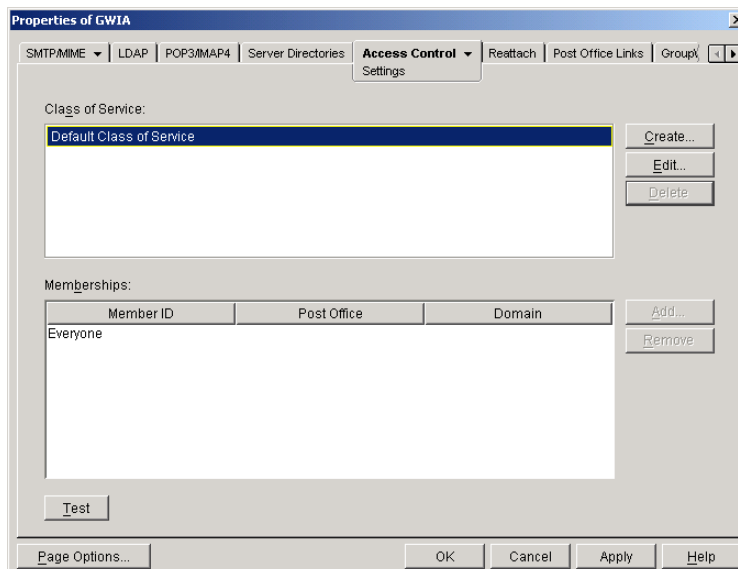 Properties of GWIA
SMTP/MIME LDAP POP3/IMAP4 Server Directories Access Control Reattach Post Office Links
Settings
Class of Service:
Default Class of Service
Create...
Edit...
Delete
Memberships:
Member ID Post Office Domain
Everyone
Add...
Remove
Test
Page Options... OK Cancel Apply Help